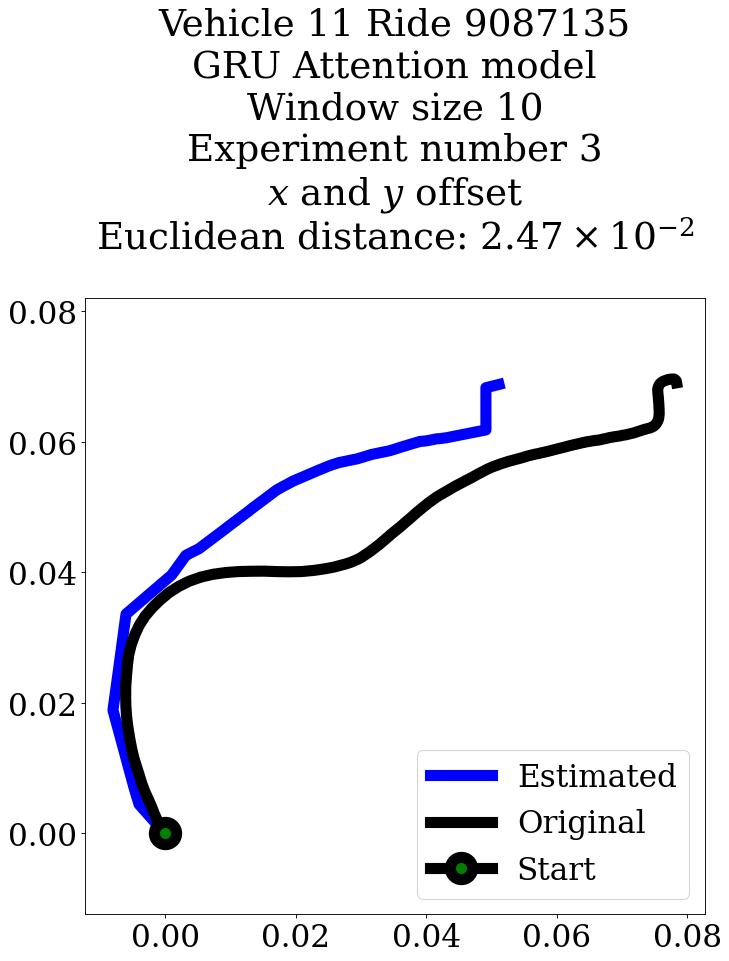 Vehicle 11 Ride 9087135
GRU Attention model
Window size 10
Experiment number 3
x and y offset
Euclidean distance: 2.47 × 10⁻²
0.08
0.06
0.04
0.02
0.00
Estimated
Original
Start
0.00 0.02 0.04 0.06 0.08